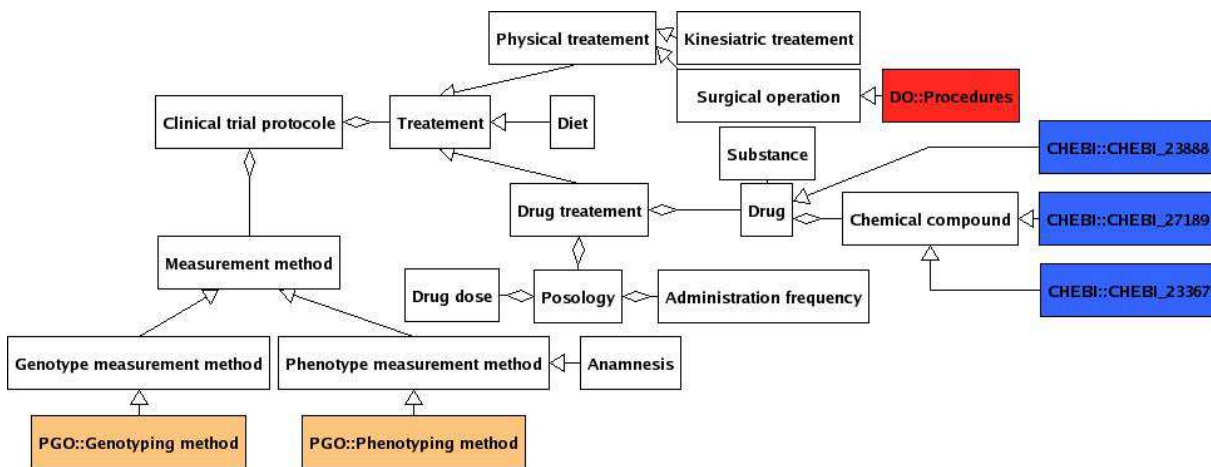 Physical treatement
Kinesiatric treatement
Surgical operation
DO::Procedures
Clinical trial protocole
Treatement
Diet
Substance
CHEBI::CHEBI_23888
Drug treatement
Drug
Chemical compound
CHEBI::CHEBI_27189
Measurement method
Drug dose
Posology
Administration frequency
CHEBI::CHEBI_23367
Genotype measurement method
Phenotype measurement method
Anamnesis
PGO::Genotyping method
PGO::Phenotyping method